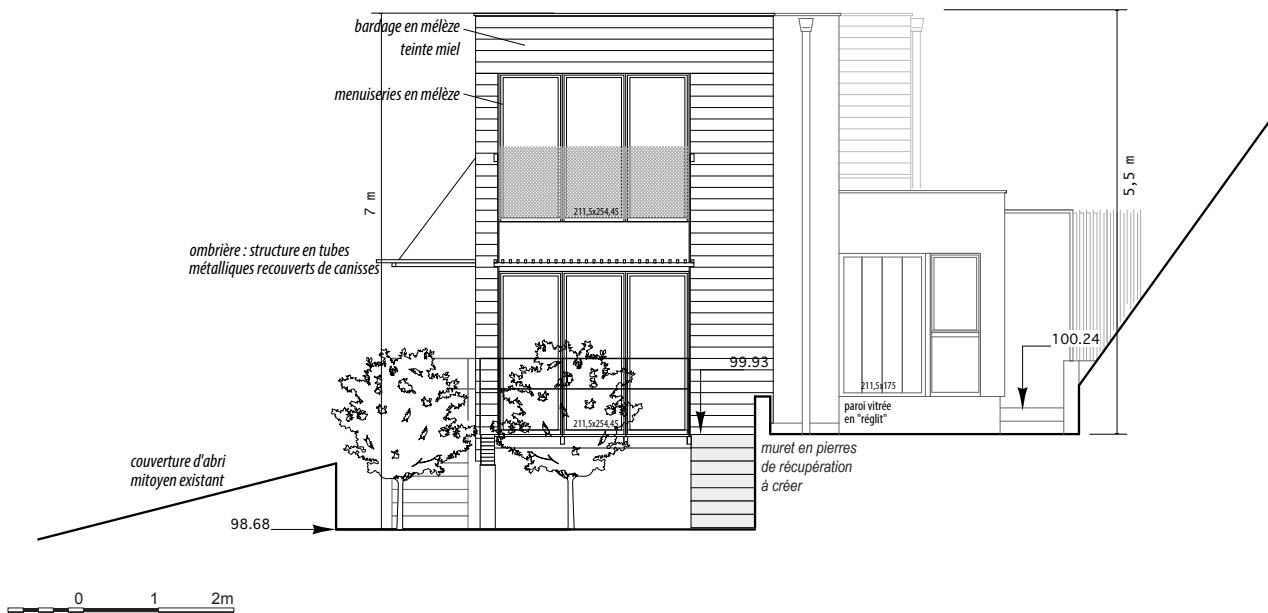 bardage en mélèze
teinte miel
menuiseries en mélèze
7 m
5,5 m
211,5x254,45
ombrière : structure en tubes
métalliques recouverts de canisses
100.24
99.93
211,5x175
paroi vitrée
en "réglit"
211,5x254,45
muret en pierres
de récupération
à créer
couverture d'abri
mitoyen existant
98.68
0 1 2m